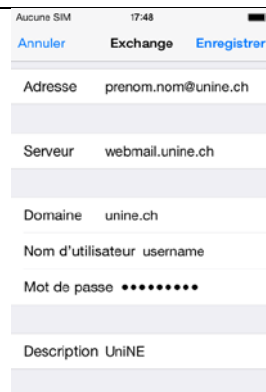 Aucune SIM 17:48
Annuler Exchange Enregistrer
Adresse prenom.nom@unine.ch
Serveur webmail.unine.ch
Domaine unine.ch
Nom d'utilisateur username
Mot de passe •••••••••
Description UniNE